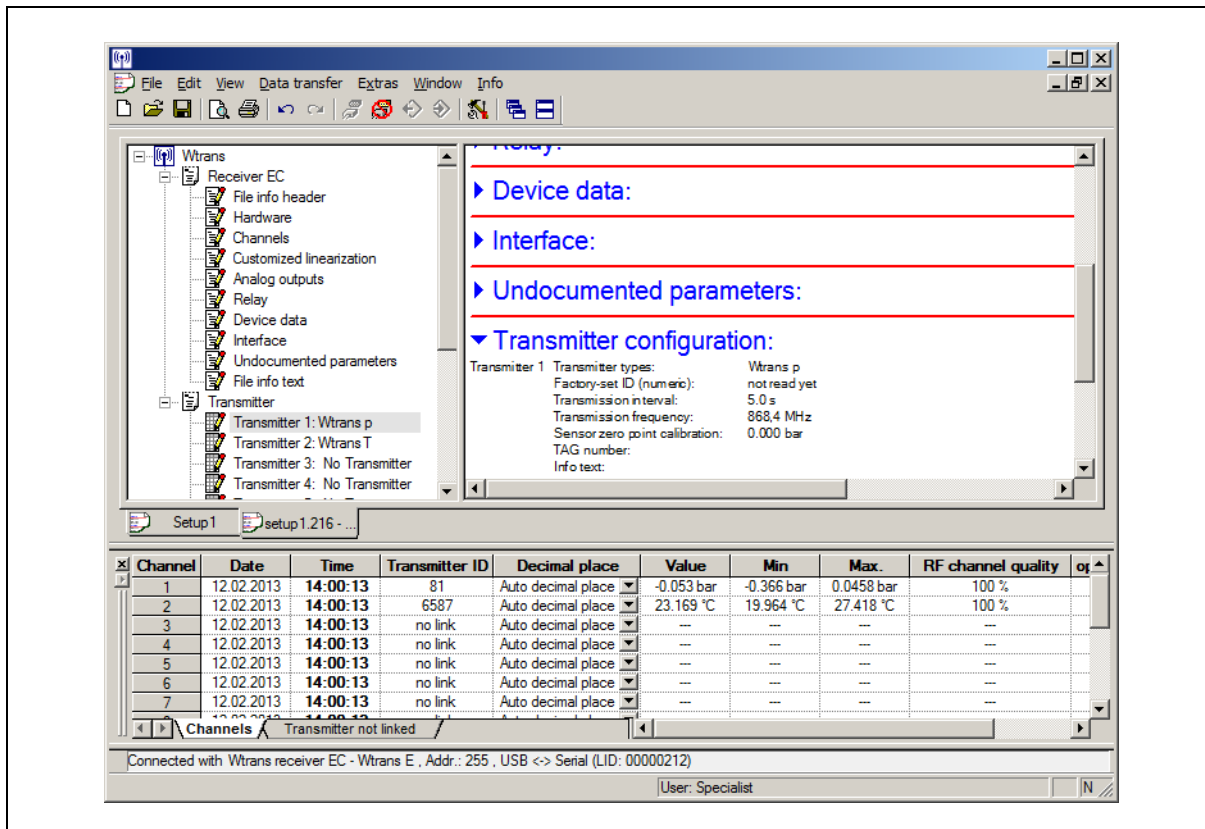 File Edit View Data transfer Extras Window Info
Wtrans
Receiver EC
File info header
Hardware
Channels
Customized linearization
Analog outputs
Relay
Device data
Interface
Undocumented parameters
File info text
Transmitter
Transmitter 1: Wtrans p
Transmitter 2: Wtrans T
Transmitter 3: No Transmitter
Transmitter 4: No Transmitter
Relay:
Device data:
Interface:
Undocumented parameters:
Transmitter configuration:
Transmitter 1 Transmitter types: Wtrans p
Factory-set ID (numeric): not read yet
Transmission interval: 5.0 s
Transmission frequency: 868,4 MHz
Sensor zero point calibration: 0.000 bar
TAG number:
Info text:
Setup1 setup1.216 - ...
Channel Date Time Transmitter ID Decimal place Value Min Max. RF channel quality
1 12.02.2013 14:00:13 81 Auto decimal place -0.053 bar -0.366 bar 0.0458 bar 100 %
2 12.02.2013 14:00:13 6587 Auto decimal place 23.169 °C 19.964 °C 27.418 °C 100 %
3 12.02.2013 14:00:13 no link Auto decimal place --- --- --- ---
4 12.02.2013 14:00:13 no link Auto decimal place --- --- --- ---
5 12.02.2013 14:00:13 no link Auto decimal place --- --- --- ---
6 12.02.2013 14:00:13 no link Auto decimal place --- --- --- ---
7 12.02.2013 14:00:13 no link Auto decimal place --- --- --- ---
Channels Transmitter not linked
Connected with Wtrans receiver EC - Wtrans E , Addr.: 255 , USB <-> Serial (LID: 00000212)
User: Specialist N